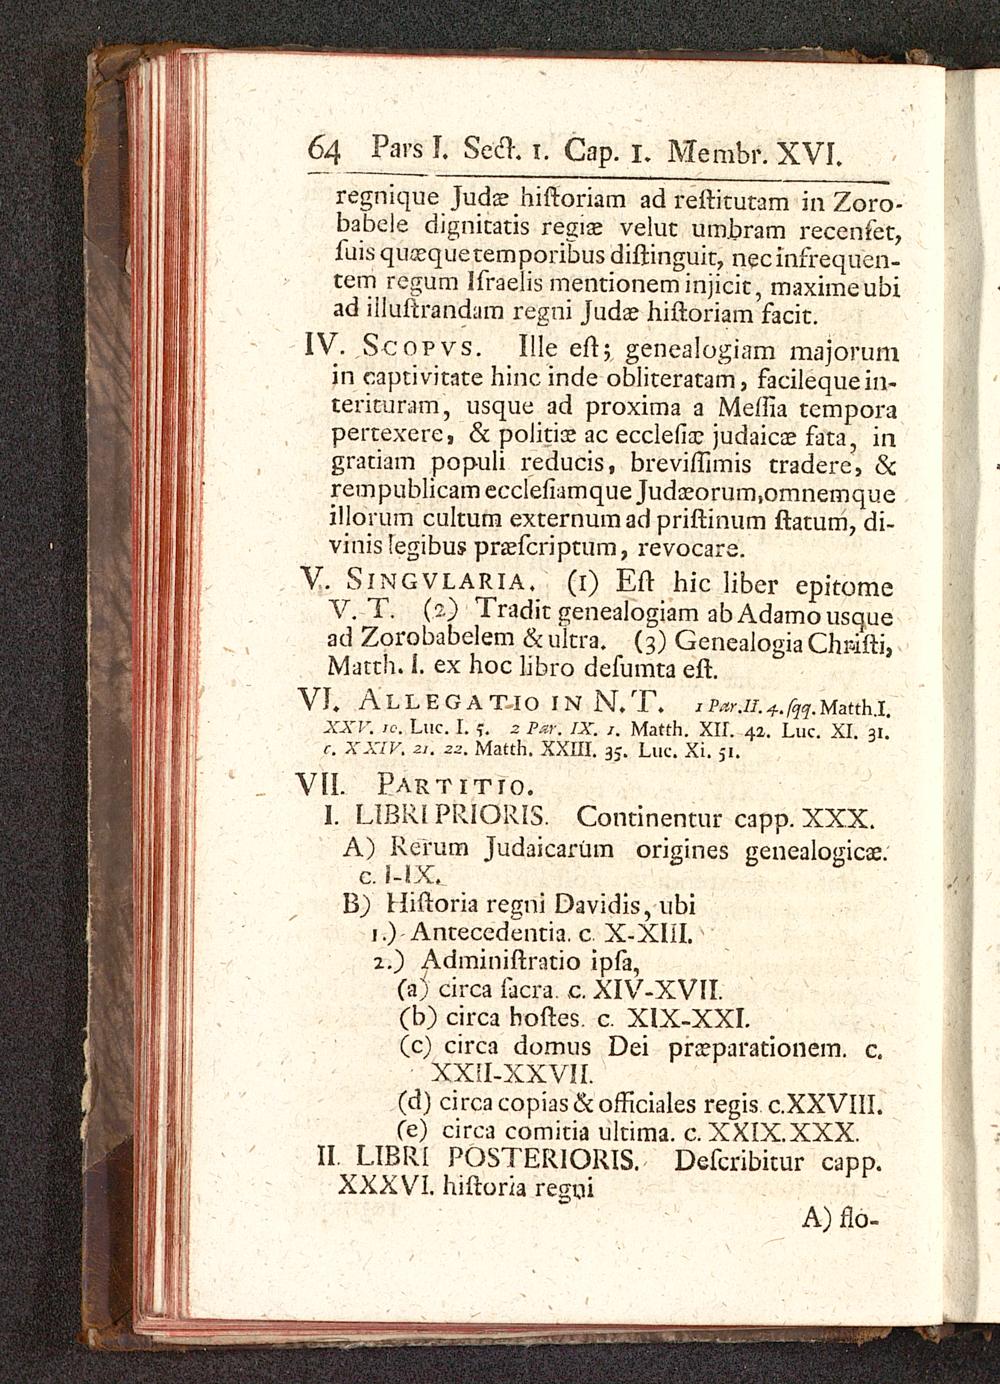 64 Pars I. Sect. 1. Cap. 1. Membr. XVI.
regnique Judæ hiſtoriam ad reſtitutam in Zoro-
babele dignitatis regiæ velut umbram recenſet,
ſuis quæque temporibus diſtinguit, nec infrequen-
tem regum Iſraelis mentionem injicit, maxime ubi
ad illuſtrandam regni Judæ hiſtoriam facit.
IV. SCOPVS. Ille eſt; genealogiam majorum
in captivitate hinc inde obliteratam, facileque in-
terituram, usque ad proxima a Meſſia tempora
pertexere, & politiæ ac eccleſiæ judaicæ fata, in
gratiam populi reducis, breviſſimis tradere, &
rempublicam eccleſiamque Judæorum, omnemque
illorum cultum externum ad priſtinum ſtatum, di-
vinis legibus præſcriptum, revocare.
V. SINGVLARIA. (1) Eſt hic liber epitome
V. T. (2) Tradit genealogiam ab Adamo usque
ad Zorobabelem & ultra. (3) Genealogia Chriſti,
Matth. I. ex hoc libro deſumta eſt.
VI. ALLEGATIO IN N. T. 1 Par. II. 4. ſqq. Matth. I.
XXV. 10. Luc. I. 5. 2 Par. IX. 1. Matth. XII. 42. Luc. XI. 31.
c. XXIV. 21. 22. Matth. XXIII. 35. Luc. Xi. 51.
VII. PARTITIO.
I. LIBRI PRIORIS. Continentur capp. XXX.
A) Rerum Judaicarum origines genealogicæ.
c. I-IX.
B) Hiſtoria regni Davidis, ubi
1.) Antecedentia. c. X-XIII.
2.) Adminiſtratio ipſa,
(a) circa ſacra. c. XIV-XVII.
(b) circa hoſtes. c. XIX-XXI.
(c) circa domus Dei præparationem. c.
XXII-XXVII.
(d) circa copias & officiales regis. c. XXVIII.
(e) circa comitia ultima. c. XXIX. XXX.
II. LIBRI POSTERIORIS. Deſcribitur capp.
XXXVI. hiſtoria regni
A) flo-